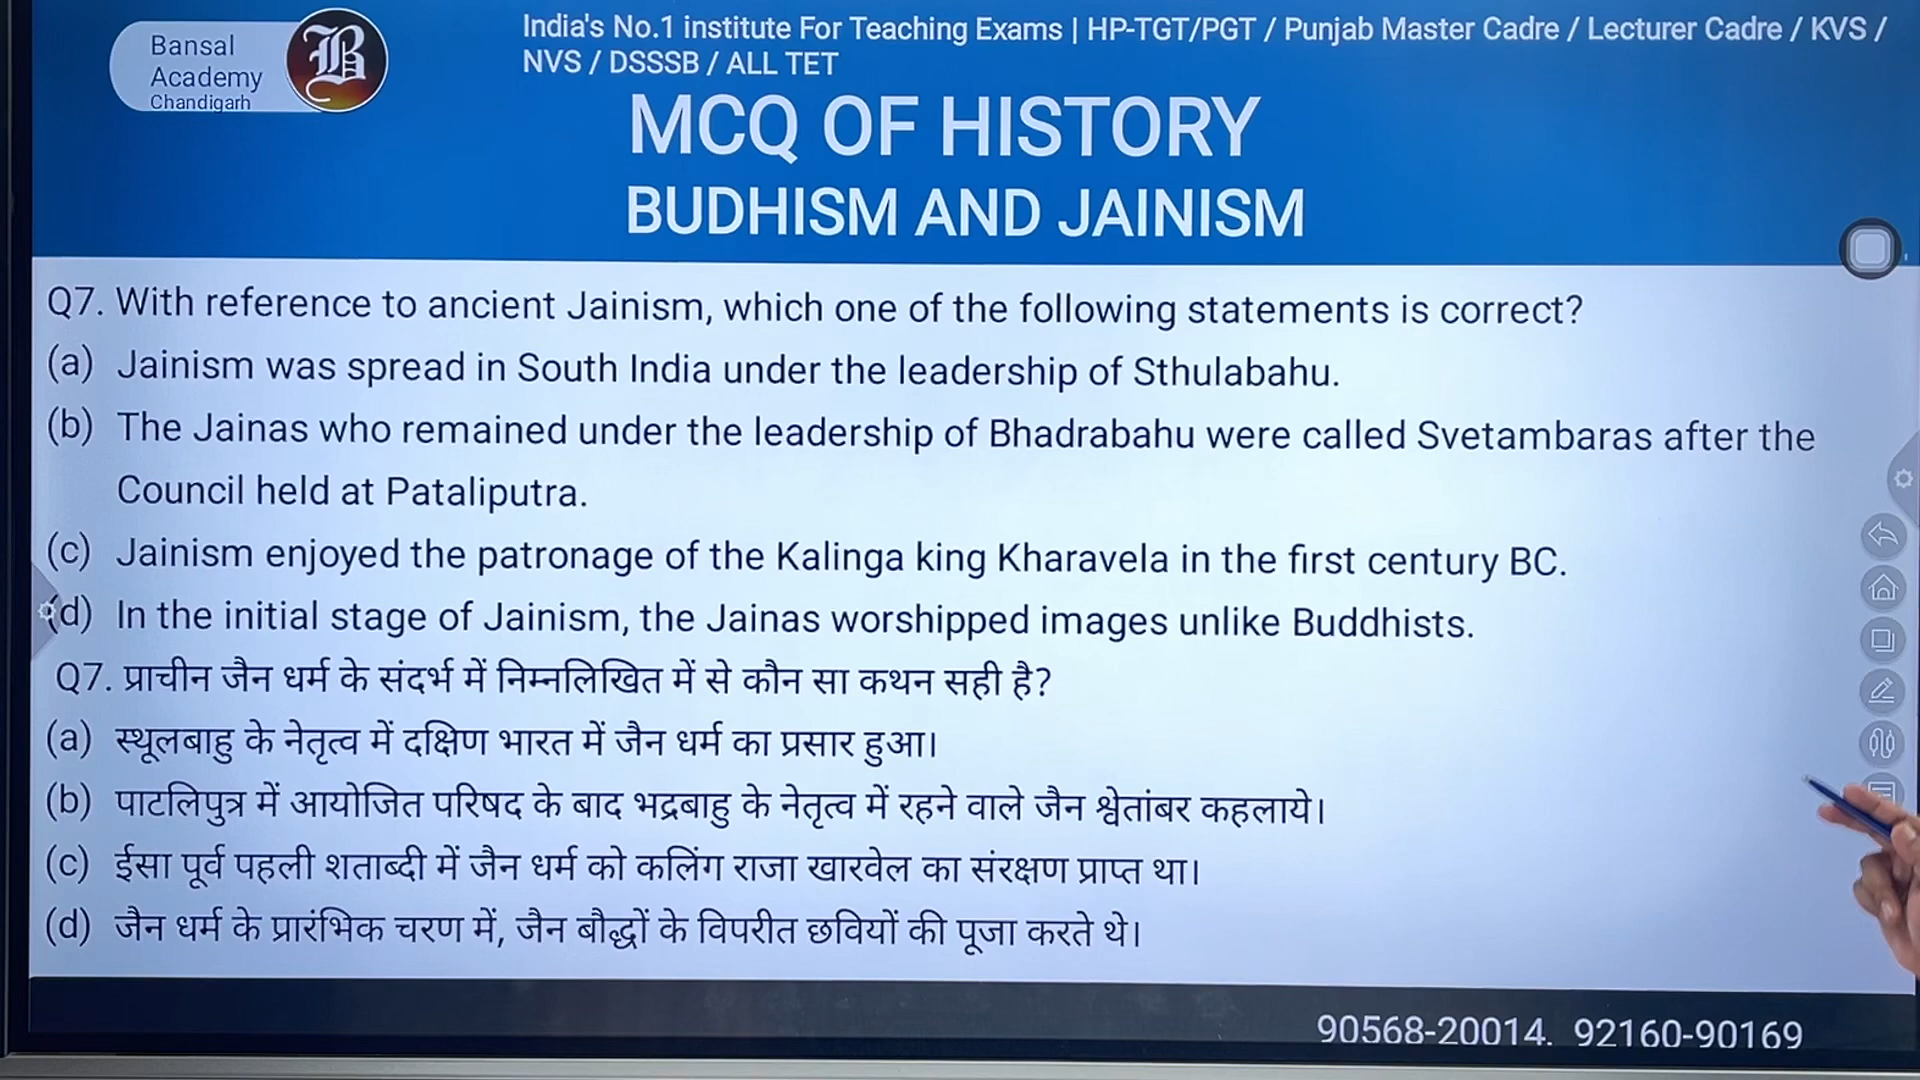 Bansal
Academy
Chandigarh
B
India's No.1 institute For Teaching Exams | HP-TGT/PGT / Punjab Master Cadre / Lecturer Cadre / KVS /
NVS / DSSSB / ALL TET
MCQ OF HISTORY
BUDHISM AND JAINISM
Q7. With reference to ancient Jainism, which one of the following statements is correct?
(a) Jainism was spread in South India under the leadership of Sthulabahu.
(b) The Jainas who remained under the leadership of Bhadrabahu were called Svetambaras after the
Council held at Pataliputra.
(c) Jainism enjoyed the patronage of the Kalinga king Kharavela in the first century BC.
(d) In the initial stage of Jainism, the Jainas worshipped images unlike Buddhists.
Q7. प्राचीन जैन धर्म के संदर्भ में निम्नलिखित में से कौन सा कथन सही है?
(a) स्थूलबाहु के नेतृत्व में दक्षिण भारत में जैन धर्म का प्रसार हुआ।
(b) पाटलिपुत्र में आयोजित परिषद के बाद भद्रबाहु के नेतृत्व में रहने वाले जैन श्वेतांबर कहलाये।
(c) ईसा पूर्व पहली शताब्दी में जैन धर्म को कलिंग राजा खारवेल का संरक्षण प्राप्त था।
(d) जैन धर्म के प्रारंभिक चरण में, जैन बौद्धों के विपरीत छवियों की पूजा करते थे।
90568-20014. 92160-90169